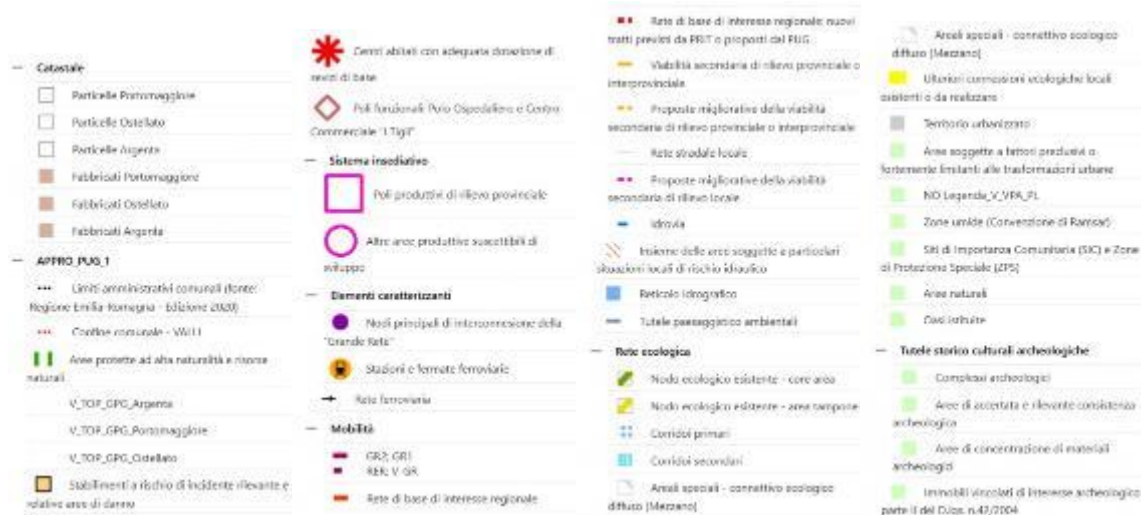 Catastale
Particelle Portomaggiore
Particelle Ostellato
Particelle Argenta
Fabbricati Portomaggiore
Fabbricati Ostellato
Fabbricati Argenta
APPRO_PUG_1
Limiti amministrativi comunali (fonte:
Regione Emilia-Romagna - Edizione 2020)
Confine comunale - VALLI
Aree protette ad alta naturalità e risorse
naturali
V_TOP_GPG_Argenta
V_TOP_GPG_Portomaggiore
V_TOP_GPG_Ostellato
Stabilimenti a rischio di incidente rilevante e
relative aree di danno
Centri abitati con adeguata dotazione di
sevizi di base
Poli funzionali: Polo Ospedaliero e Centro
Commerciale "I Tigli"
Sistema insediativo
Poli produttivi di rilievo provinciale
Altre aree produttive suscettibili di
sviluppo
Elementi caratterizzanti
Nodi principali di interconnesione della
"Grande Rete"
Stazioni e fermate ferroviarie
Rete ferroviaria
Mobilità
GR2; GR1
RER; V_GR
Rete di base di interesse regionale
Rete di base di interesse regionale: nuovi
tratti previsti da PRIT o proposti dal PUG
Viabilità secondaria di rilievo provinciale o
interprovinciale
Proposte migliorative della viabilità
secondaria di rilievo provinciale o interprovinciale
Rete stradale locale
Proposte migliorative della viabilità
secondaria di rilievo locale
Idrovia
Insieme delle aree soggette a particolari
situazioni locali di rischio idraulico
Reticolo idrografico
Tutele paesaggistico ambientali
Rete ecologica
Nodo ecologico esistente - core area
Nodo ecologico esistente - area tampone
Corridoi primari
Corridoi secondari
Areali speciali - connettivo ecologico
diffuso (Mezzano)
Areali speciali - connettivo ecologico
diffuso (Mezzano)
Ulteriori connessioni ecologiche locali
esistenti o da realizzare
Territorio urbanizzato
Aree soggette a fattori preclusivi o
fortemente limitanti alle trasformazioni urbane
NO Legenda_V_VPA_PL
Zone umide (Convenzione di Ramsar)
Siti di Importanza Comunitaria (SIC) e Zone
di Protezione Speciale (ZPS)
Aree naturali
Oasi istituite
Tutele storico culturali archeologiche
Complessi archeologici
Aree di accertata e rilevante consistenza
archeologica
Aree di concentrazione di materiali
archeologici
Immobili vincolati di interesse archeologico
parte II del D.lgs. n.42/2004